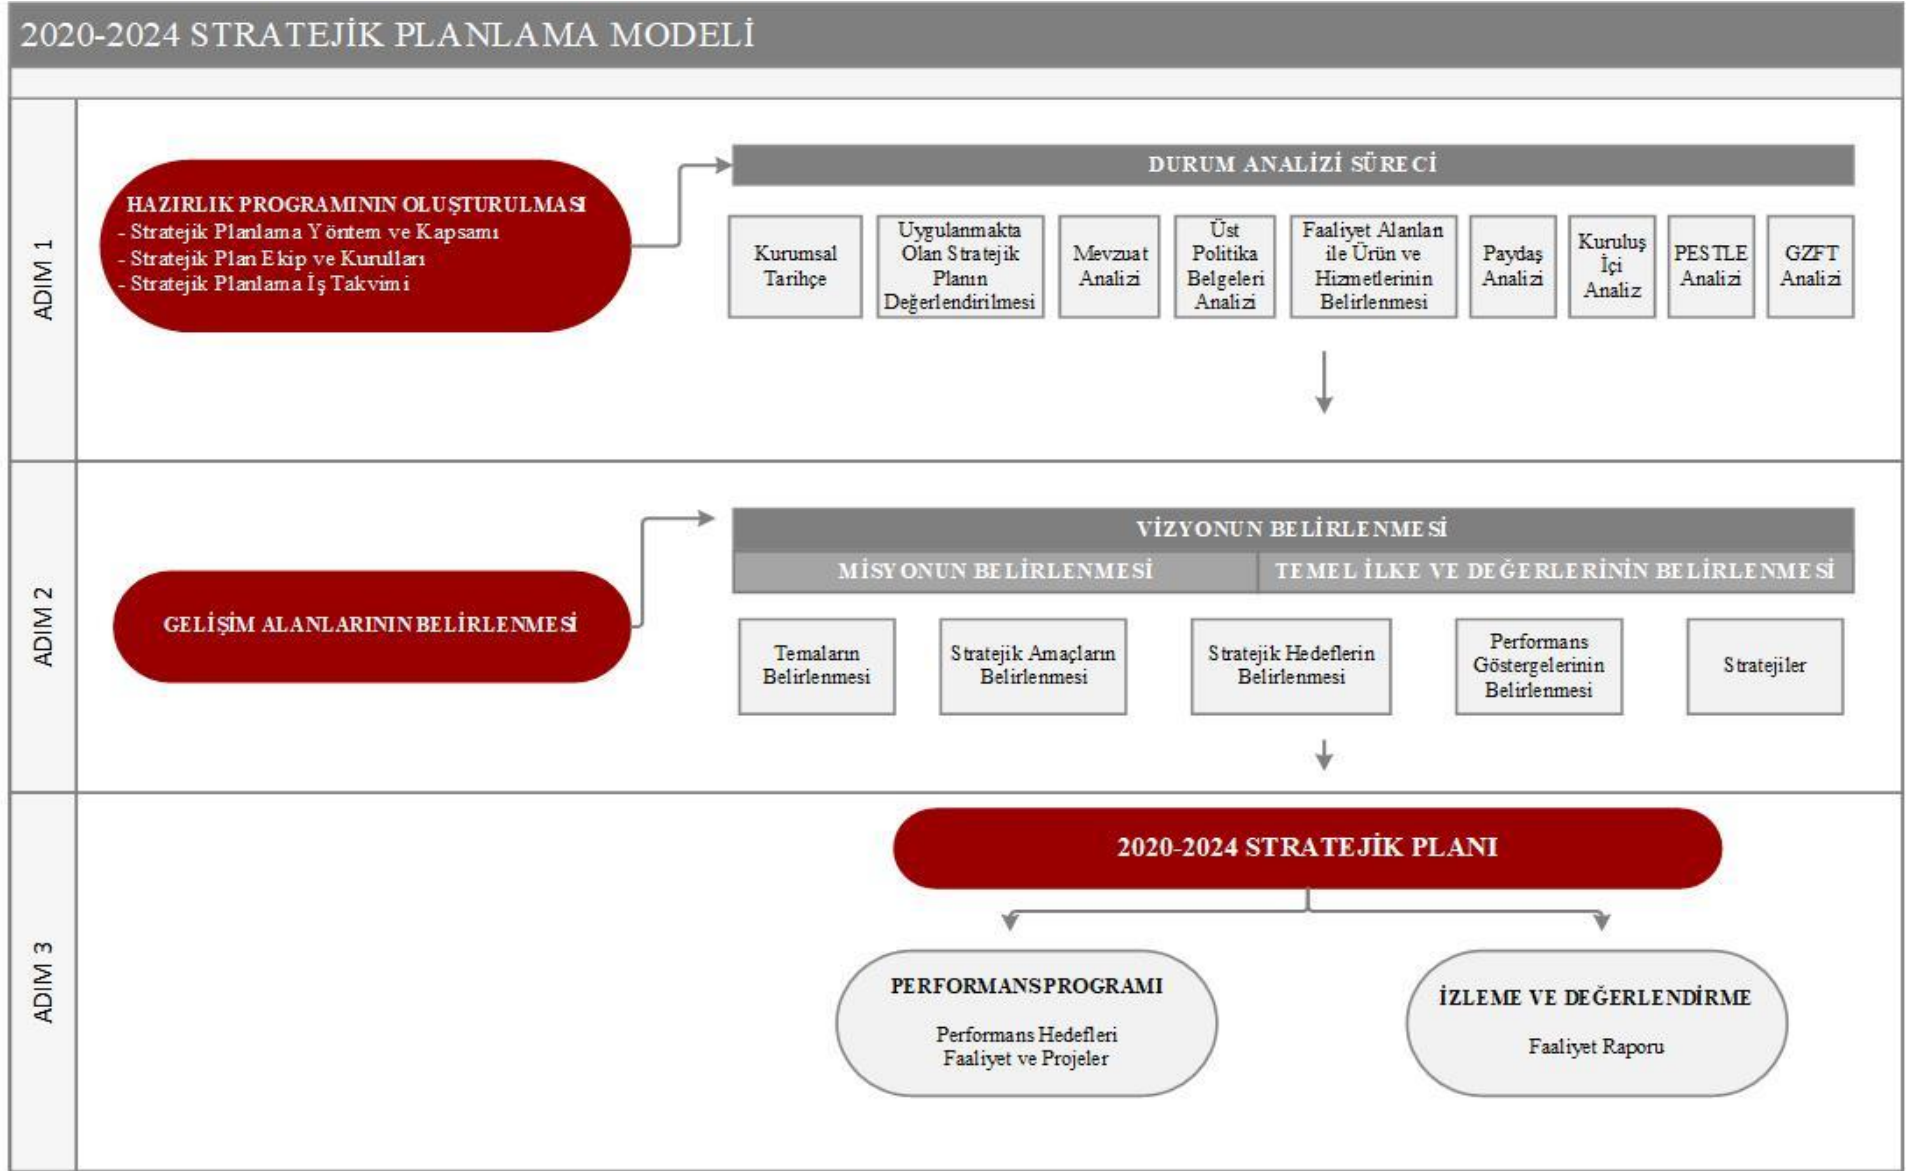 2020-2024 STRATEJİK PLANLAMA MODELİ
ADIM 1
HAZIRLIK PROGRAMININ OLUŞTURULMASI
- Stratejik Planlama Yöntem ve Kapsamı
- Stratejik Plan Ekip ve Kurulları
- Stratejik Planlama İş Takvimi
DURUM ANALİZİ SÜRECİ
Kurumsal
Tarihçe
Uygulanmakta
Olan Stratejik
Planın
Değerlendirilmesi
Mevzuat
Analizi
Üst
Politika
Belgeleri
Analizi
Faaliyet Alanları
ile Ürün ve
Hizmetlerinin
Belirlenmesi
Paydaş
Analizi
Kuruluş
İçi
Analiz
PESTLE
Analizi
GZFT
Analizi
ADIM 2
GELİŞİM ALANLARININ BELİRLENMESİ
VİZYONUN BELİRLENMESİ
MİSYONUN BELİRLENMESİ
TEMEL İLKE VE DEĞERLERİNİN BELİRLENMESİ
Temaların
Belirlenmesi
Stratejik Amaçların
Belirlenmesi
Stratejik Hedeflerin
Belirlenmesi
Performans
Göstergelerinin
Belirlenmesi
Stratejiler
ADIM 3
2020-2024 STRATEJİK PLANI
PERFORMANS PROGRAMI
Performans Hedefleri
Faaliyet ve Projeler
İZLEME VE DEĞERLENDİRME
Faaliyet Raporu